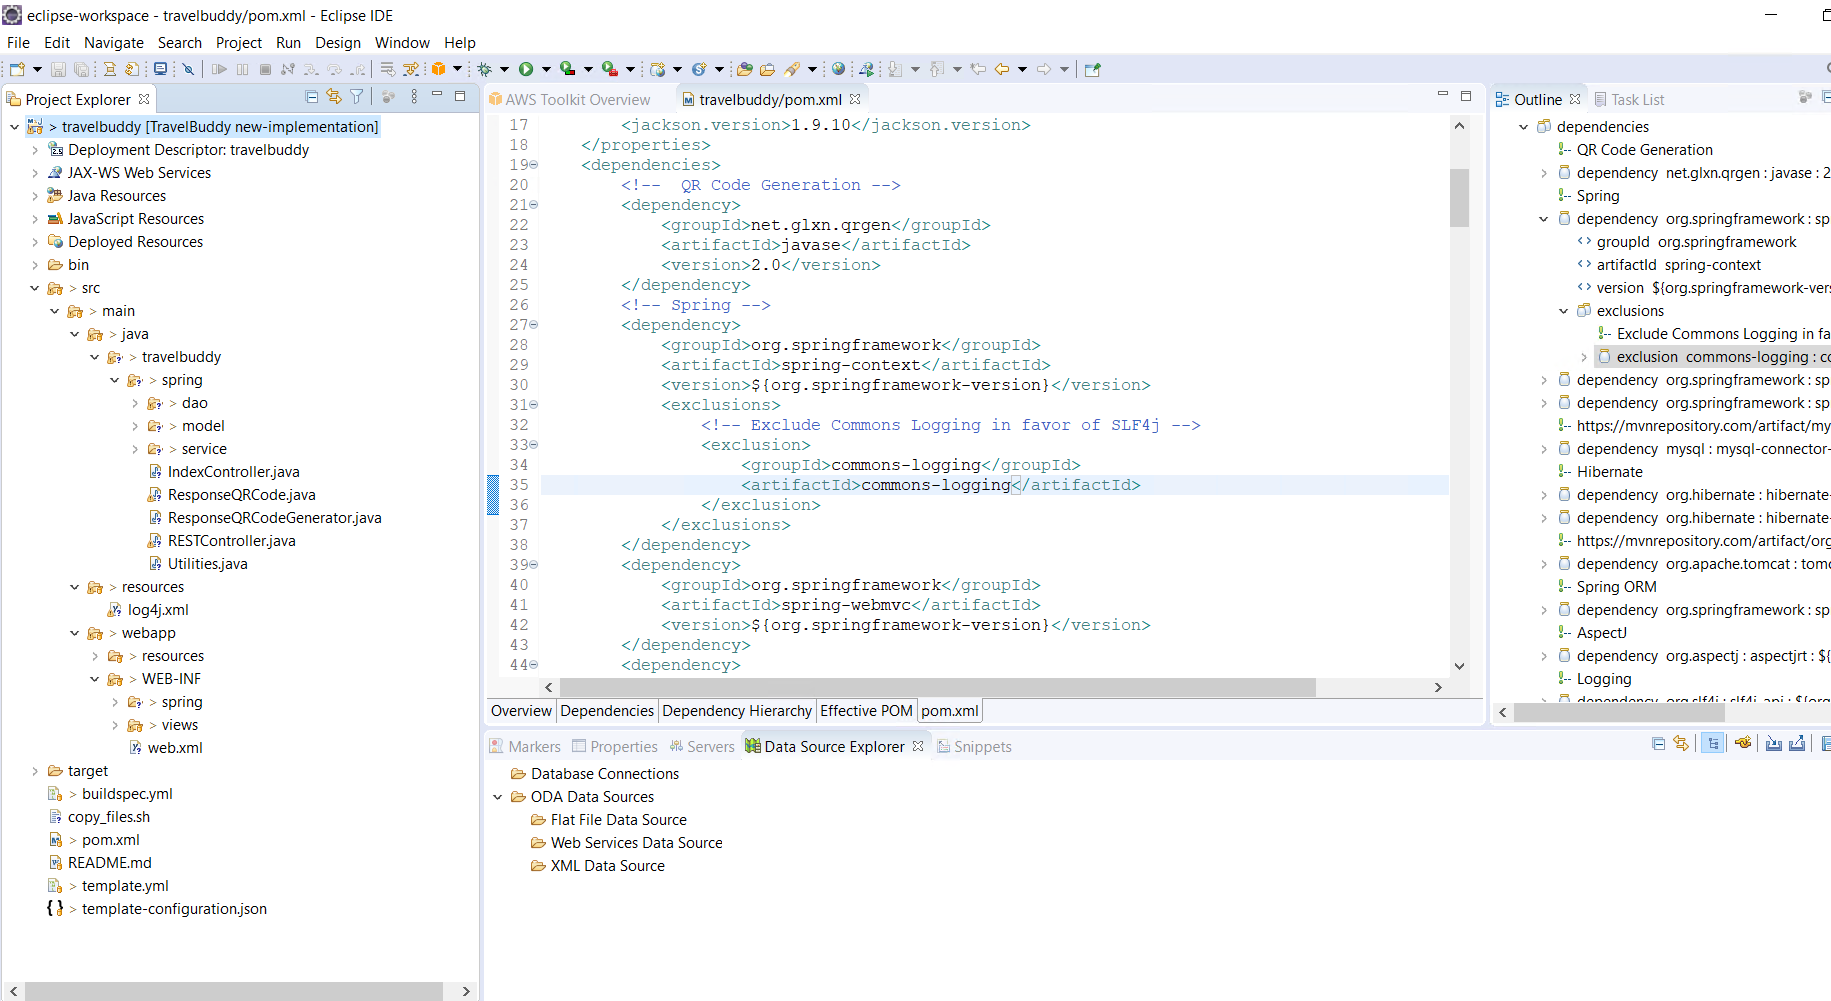 eclipse-workspace - travelbuddy/pom.xml - Eclipse IDE
File Edit Navigate Search Project Run Design Window Help
Project Explorer
> travelbuddy [TravelBuddy new-implementation]
Deployment Descriptor: travelbuddy
JAX-WS Web Services
Java Resources
JavaScript Resources
Deployed Resources
bin
> src
> main
> java
> travelbuddy
> spring
> dao
> model
> service
IndexController.java
ResponseQRCode.java
ResponseQRCodeGenerator.java
RESTController.java
Utilities.java
> resources
log4j.xml
> webapp
> resources
> WEB-INF
> spring
> views
web.xml
target
> buildspec.yml
copy_files.sh
> pom.xml
README.md
> template.yml
> template-configuration.json
AWS Toolkit Overview travelbuddy/pom.xml
17 <jackson.version>1.9.10</jackson.version>
18 </properties>
19 <dependencies>
20 <!--  QR Code Generation -->
21 <dependency>
22 <groupId>net.glxn.qrgen</groupId>
23 <artifactId>javase</artifactId>
24 <version>2.0</version>
25 </dependency>
26 <!-- Spring -->
27 <dependency>
28 <groupId>org.springframework</groupId>
29 <artifactId>spring-context</artifactId>
30 <version>${org.springframework-version}</version>
31 <exclusions>
32 <!-- Exclude Commons Logging in favor of SLF4j -->
33 <exclusion>
34 <groupId>commons-logging</groupId>
35 <artifactId>commons-logging</artifactId>
36 </exclusion>
37 </exclusions>
38 </dependency>
39 <dependency>
40 <groupId>org.springframework</groupId>
41 <artifactId>spring-webmvc</artifactId>
42 <version>${org.springframework-version}</version>
43 </dependency>
44 <dependency>
Overview Dependencies Dependency Hierarchy Effective POM pom.xml
Markers Properties Servers Data Source Explorer Snippets
Database Connections
ODA Data Sources
Flat File Data Source
Web Services Data Source
XML Data Source
Outline Task List
dependencies
QR Code Generation
dependency net.glxn.qrgen : javase : 2
Spring
dependency org.springframework : sp
groupId org.springframework
artifactId spring-context
version ${org.springframework-ver
exclusions
Exclude Commons Logging in fa
exclusion commons-logging : co
dependency org.springframework : sp
dependency org.springframework : sp
https://mvnrepository.com/artifact/my
dependency mysql : mysql-connector-
Hibernate
dependency org.hibernate : hibernate-
dependency org.hibernate : hibernate-
https://mvnrepository.com/artifact/org
dependency org.apache.tomcat : tomc
Spring ORM
dependency org.springframework : sp
AspectJ
dependency org.aspectj : aspectjrt : ${
Logging
dependency org.slf4j : slf4j-api : ${org